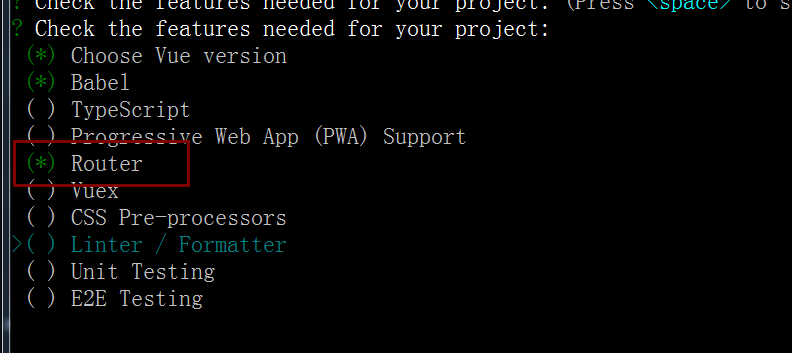 ? Check the features needed for your project: (Press <space> to s
? Check the features needed for your project:
(*) Choose Vue version
(*) Babel
( ) TypeScript
( ) Progressive Web App (PWA) Support
(*) Router
( ) Vuex
( ) CSS Pre-processors
>( ) Linter / Formatter
( ) Unit Testing
( ) E2E Testing